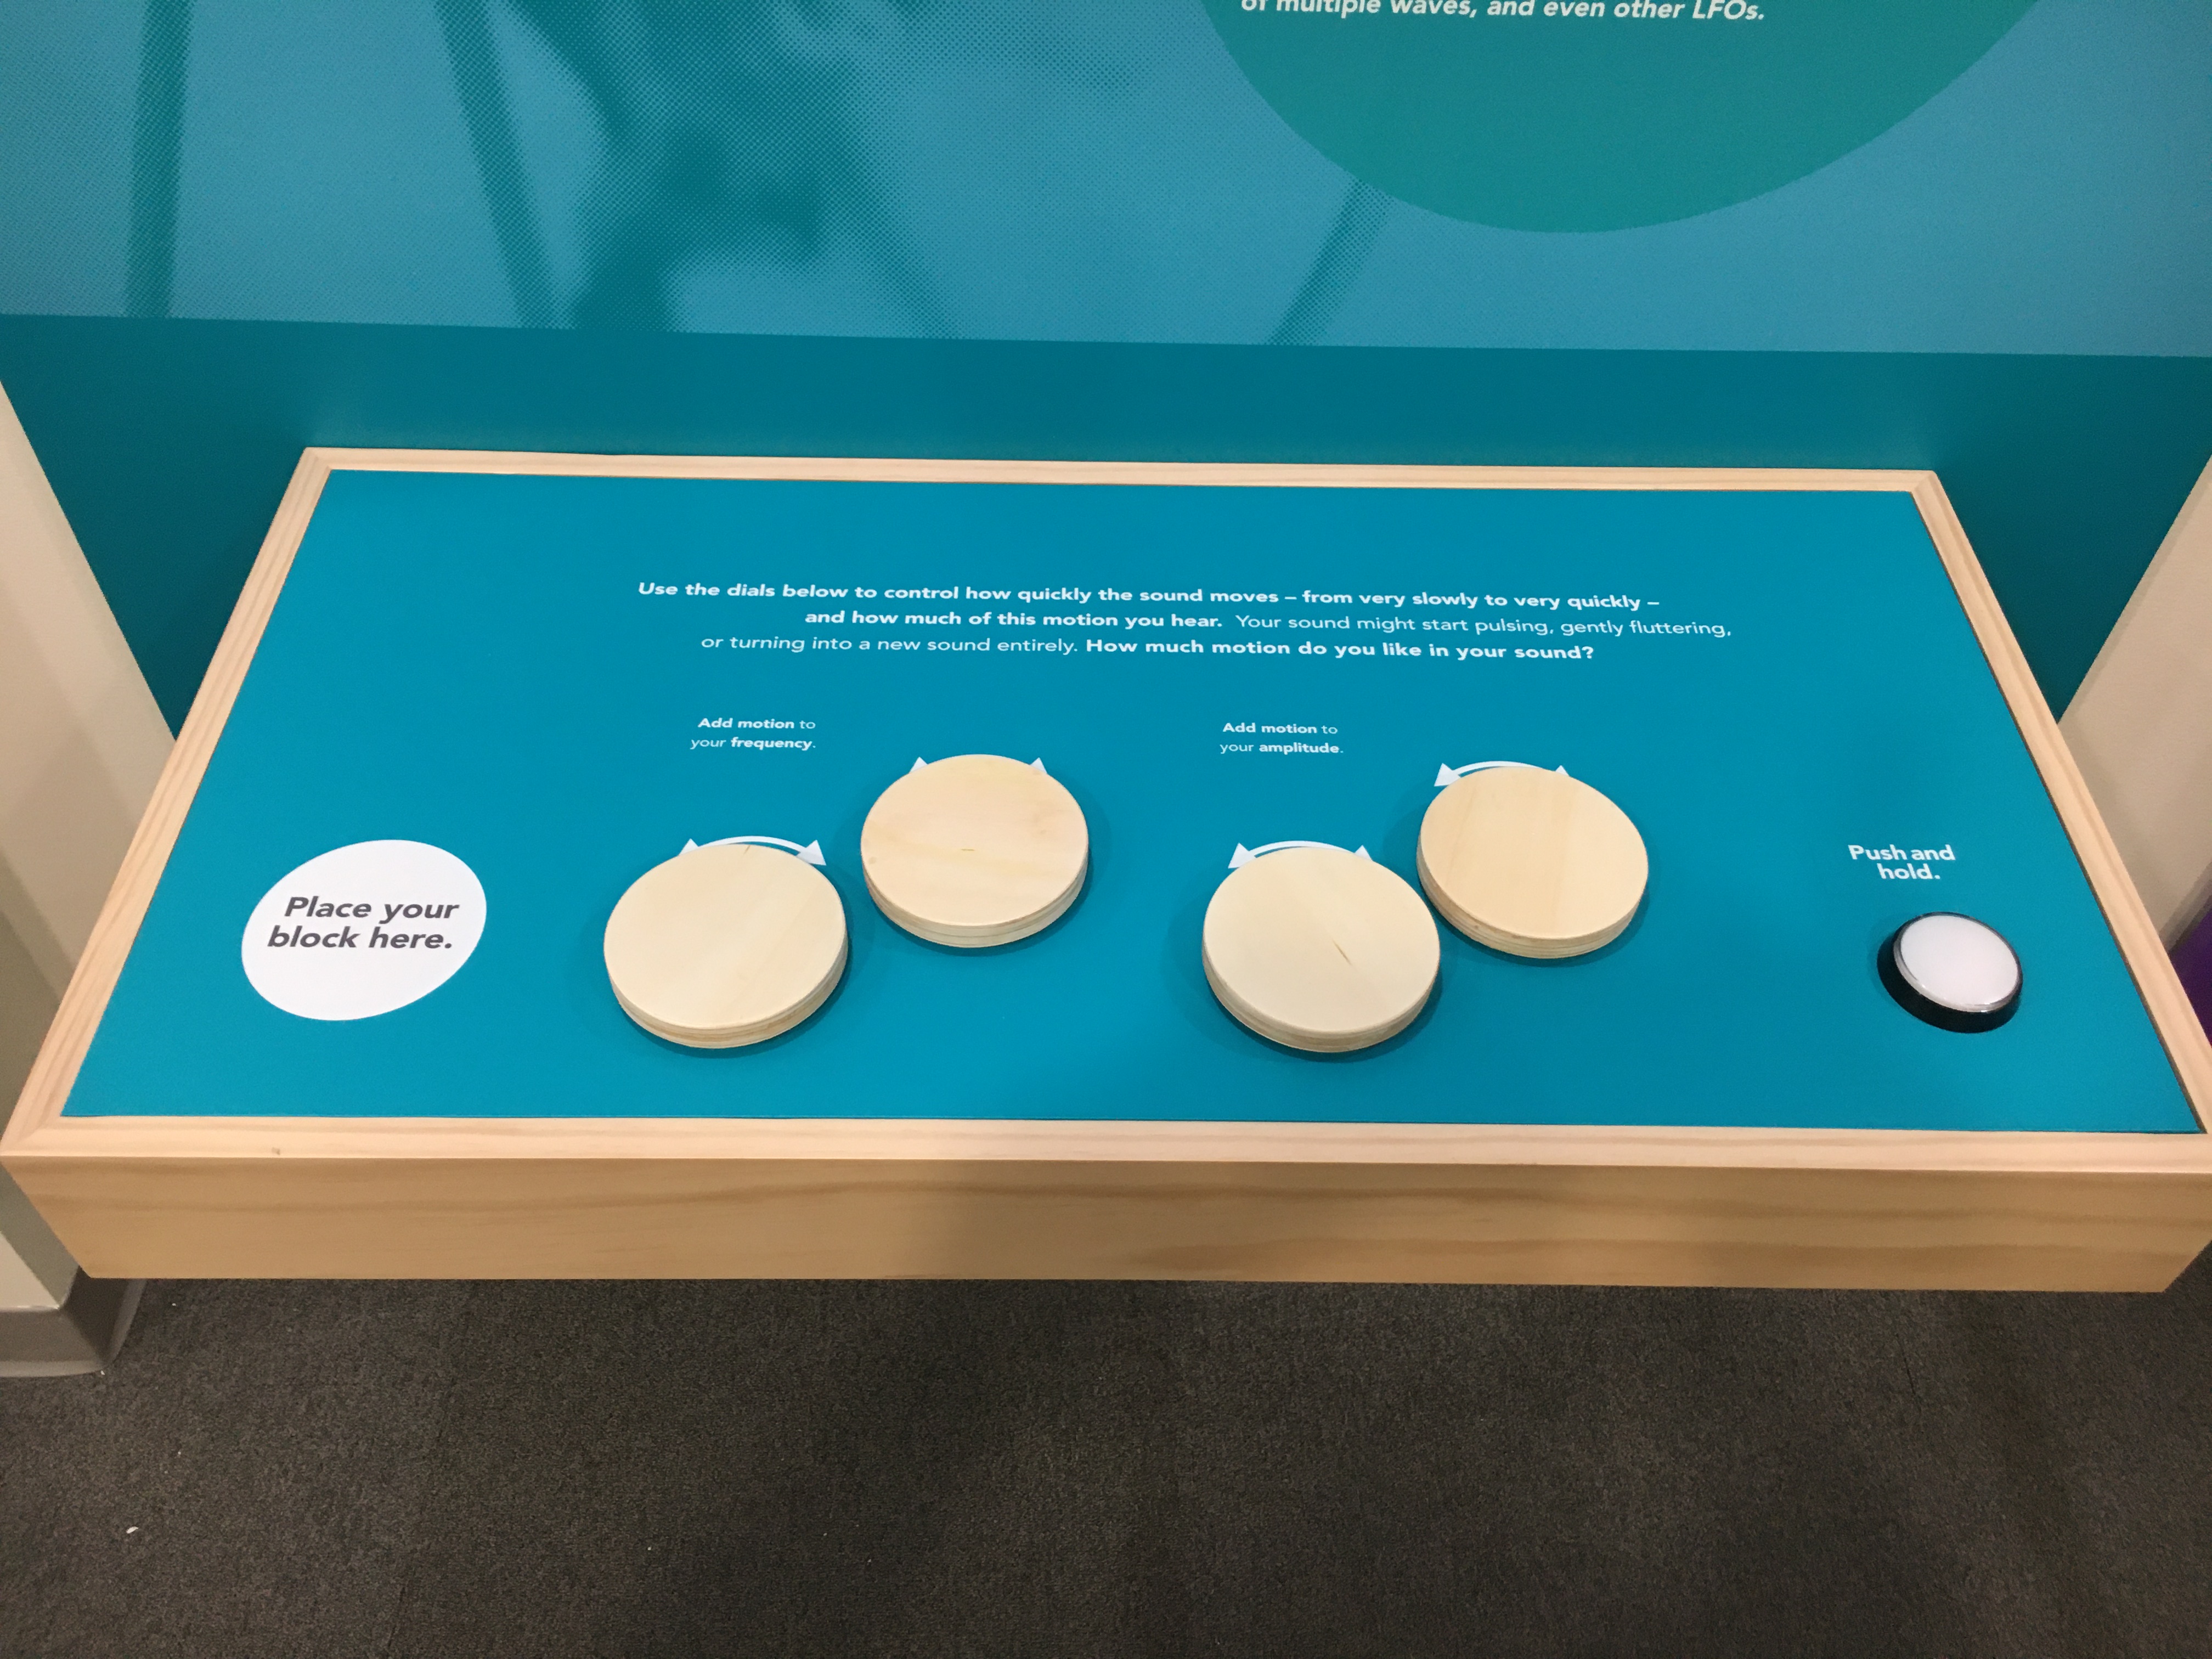 of multiple waves, and even other LFOs.
Use the dials below to control how quickly the sound moves – from very slowly to very quickly –
and how much of this motion you hear. Your sound might start pulsing, gently fluttering,
or turning into a new sound entirely. How much motion do you like in your sound?
Add motion to
your frequency.
Add motion to
your amplitude.
Place your
block here.
Push and
hold.